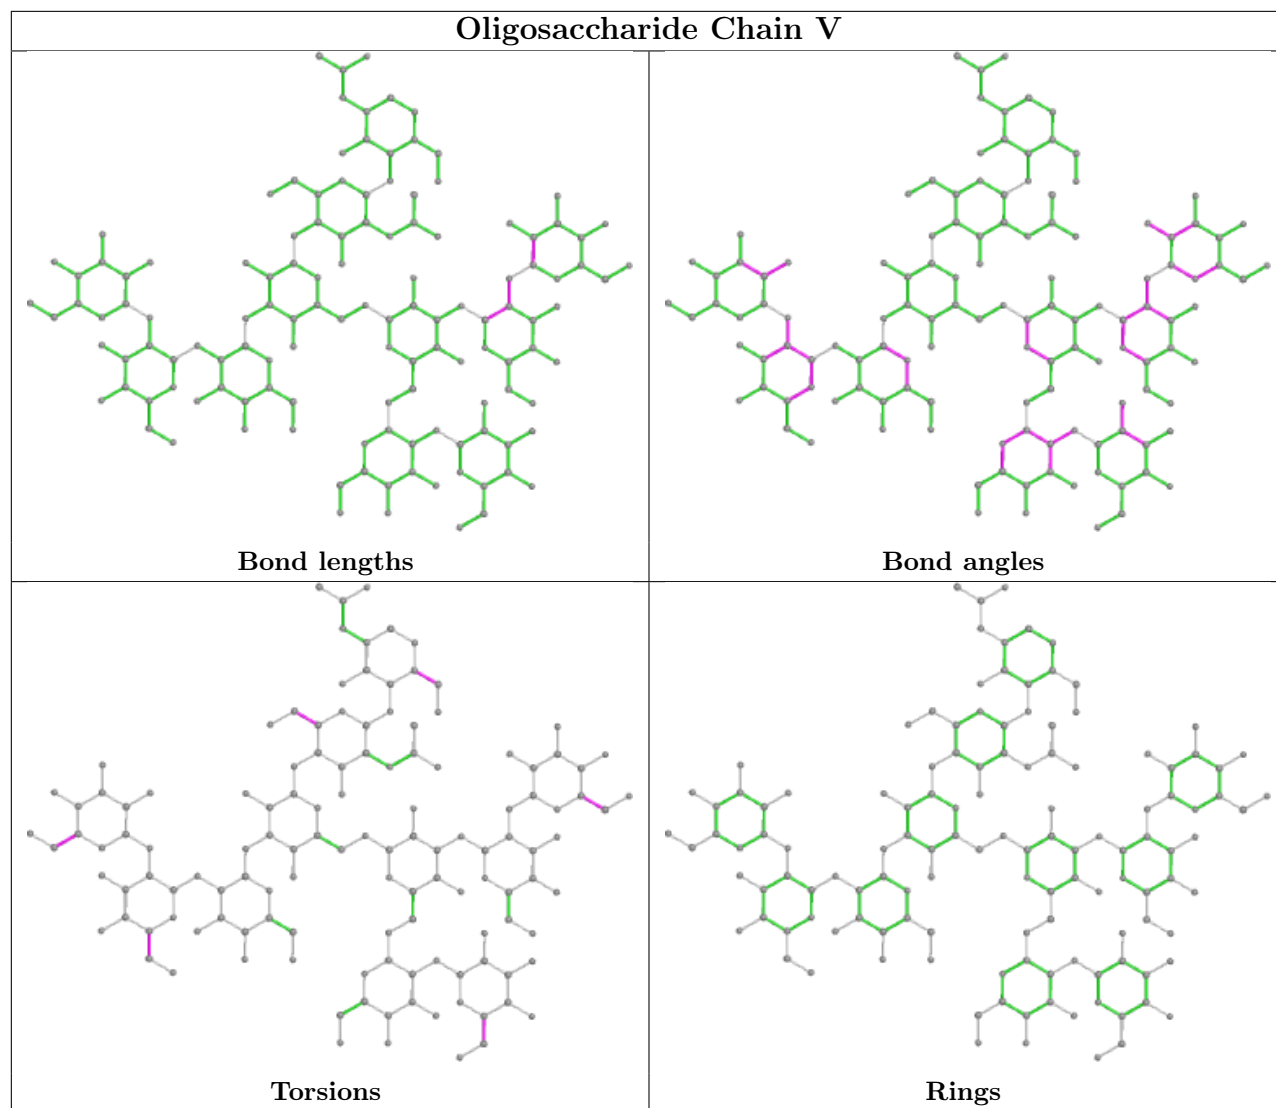 Oligosaccharide Chain V
Bond lengths
Bond angles
Torsions
Rings